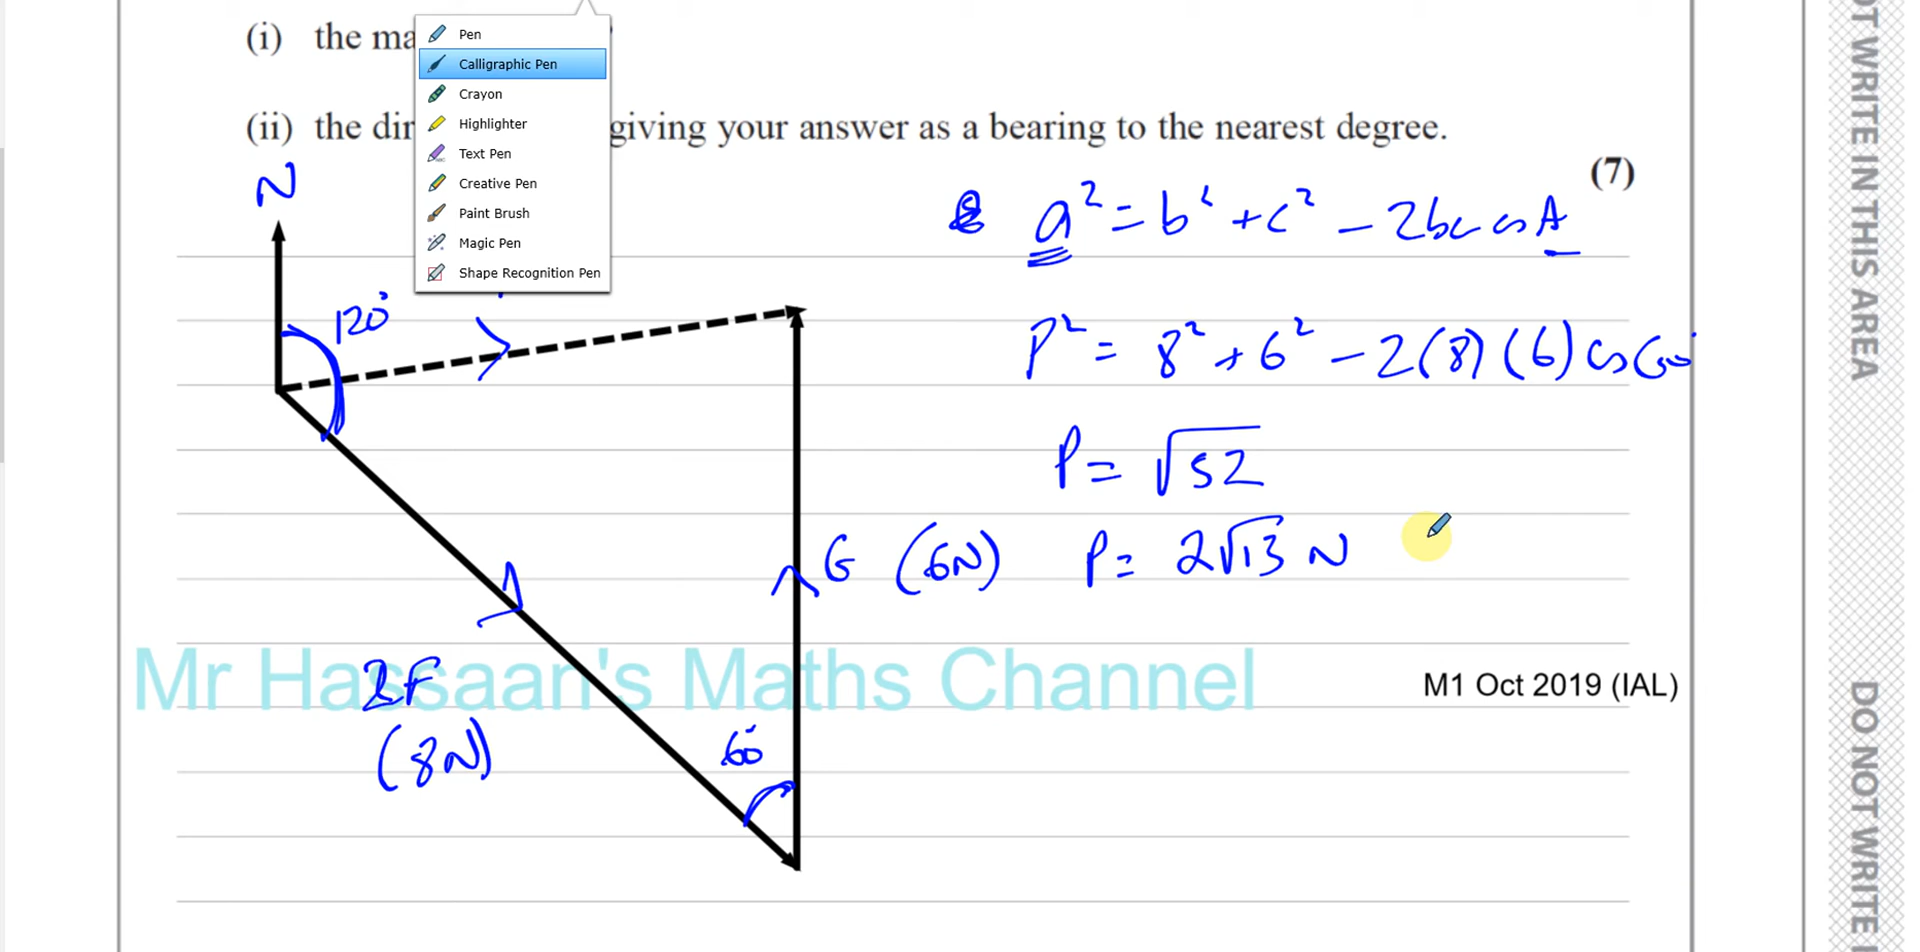 (i) the ma
Pen
Calligraphic Pen
Crayon
Highlighter
Text Pen
Creative Pen
Paint Brush
Magic Pen
Shape Recognition Pen
(ii) the dir giving your answer as a bearing to the nearest degree.
(7)
N
120°
a² = b² + c² - 2bc cos A
P² = 8² + 6² - 2(8)(6) cos 60°
P = √52
G (6N) P = 2√13 N
2F
(8N)
60°
Mr Hassaan's Maths Channel
M1 Oct 2019 (IAL)
OT WRITE IN THIS AREA
DO NOT WRITE I